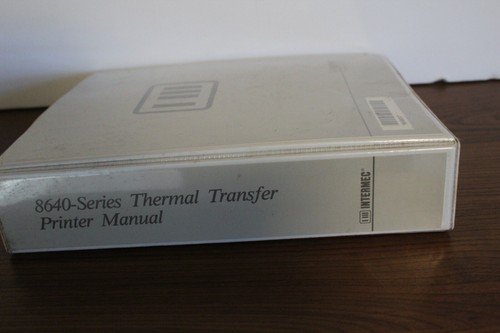 8640-Series Thermal Transfer
Printer Manual
INTERMEC